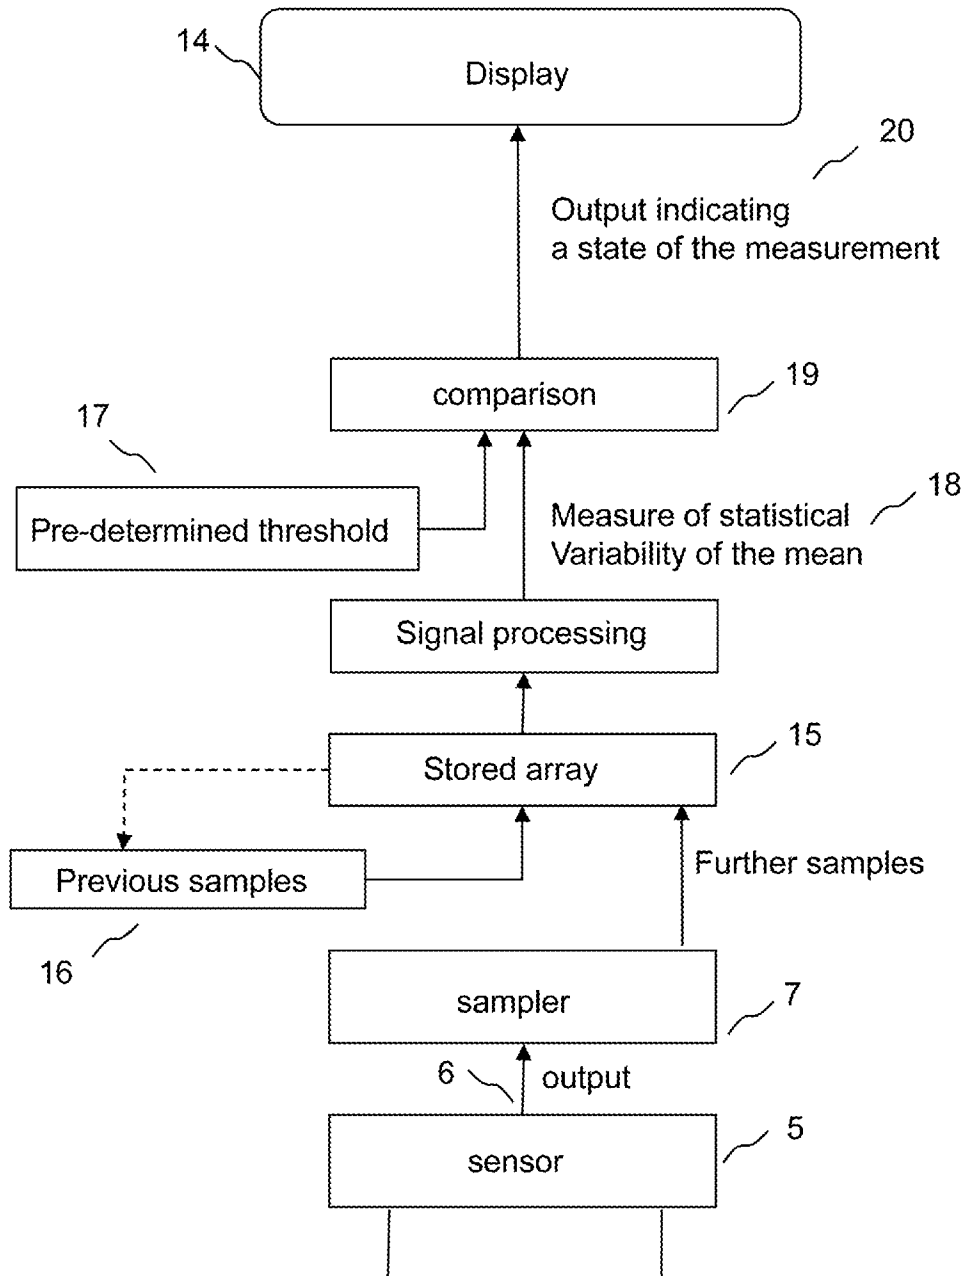 14
Display
20
Output indicating
a state of the measurement
comparison
19
17
Pre-determined threshold
18
Measure of statistical
Variability of the mean
Signal processing
Stored array
15
Previous samples
Further samples
16
sampler
7
6
output
sensor
5